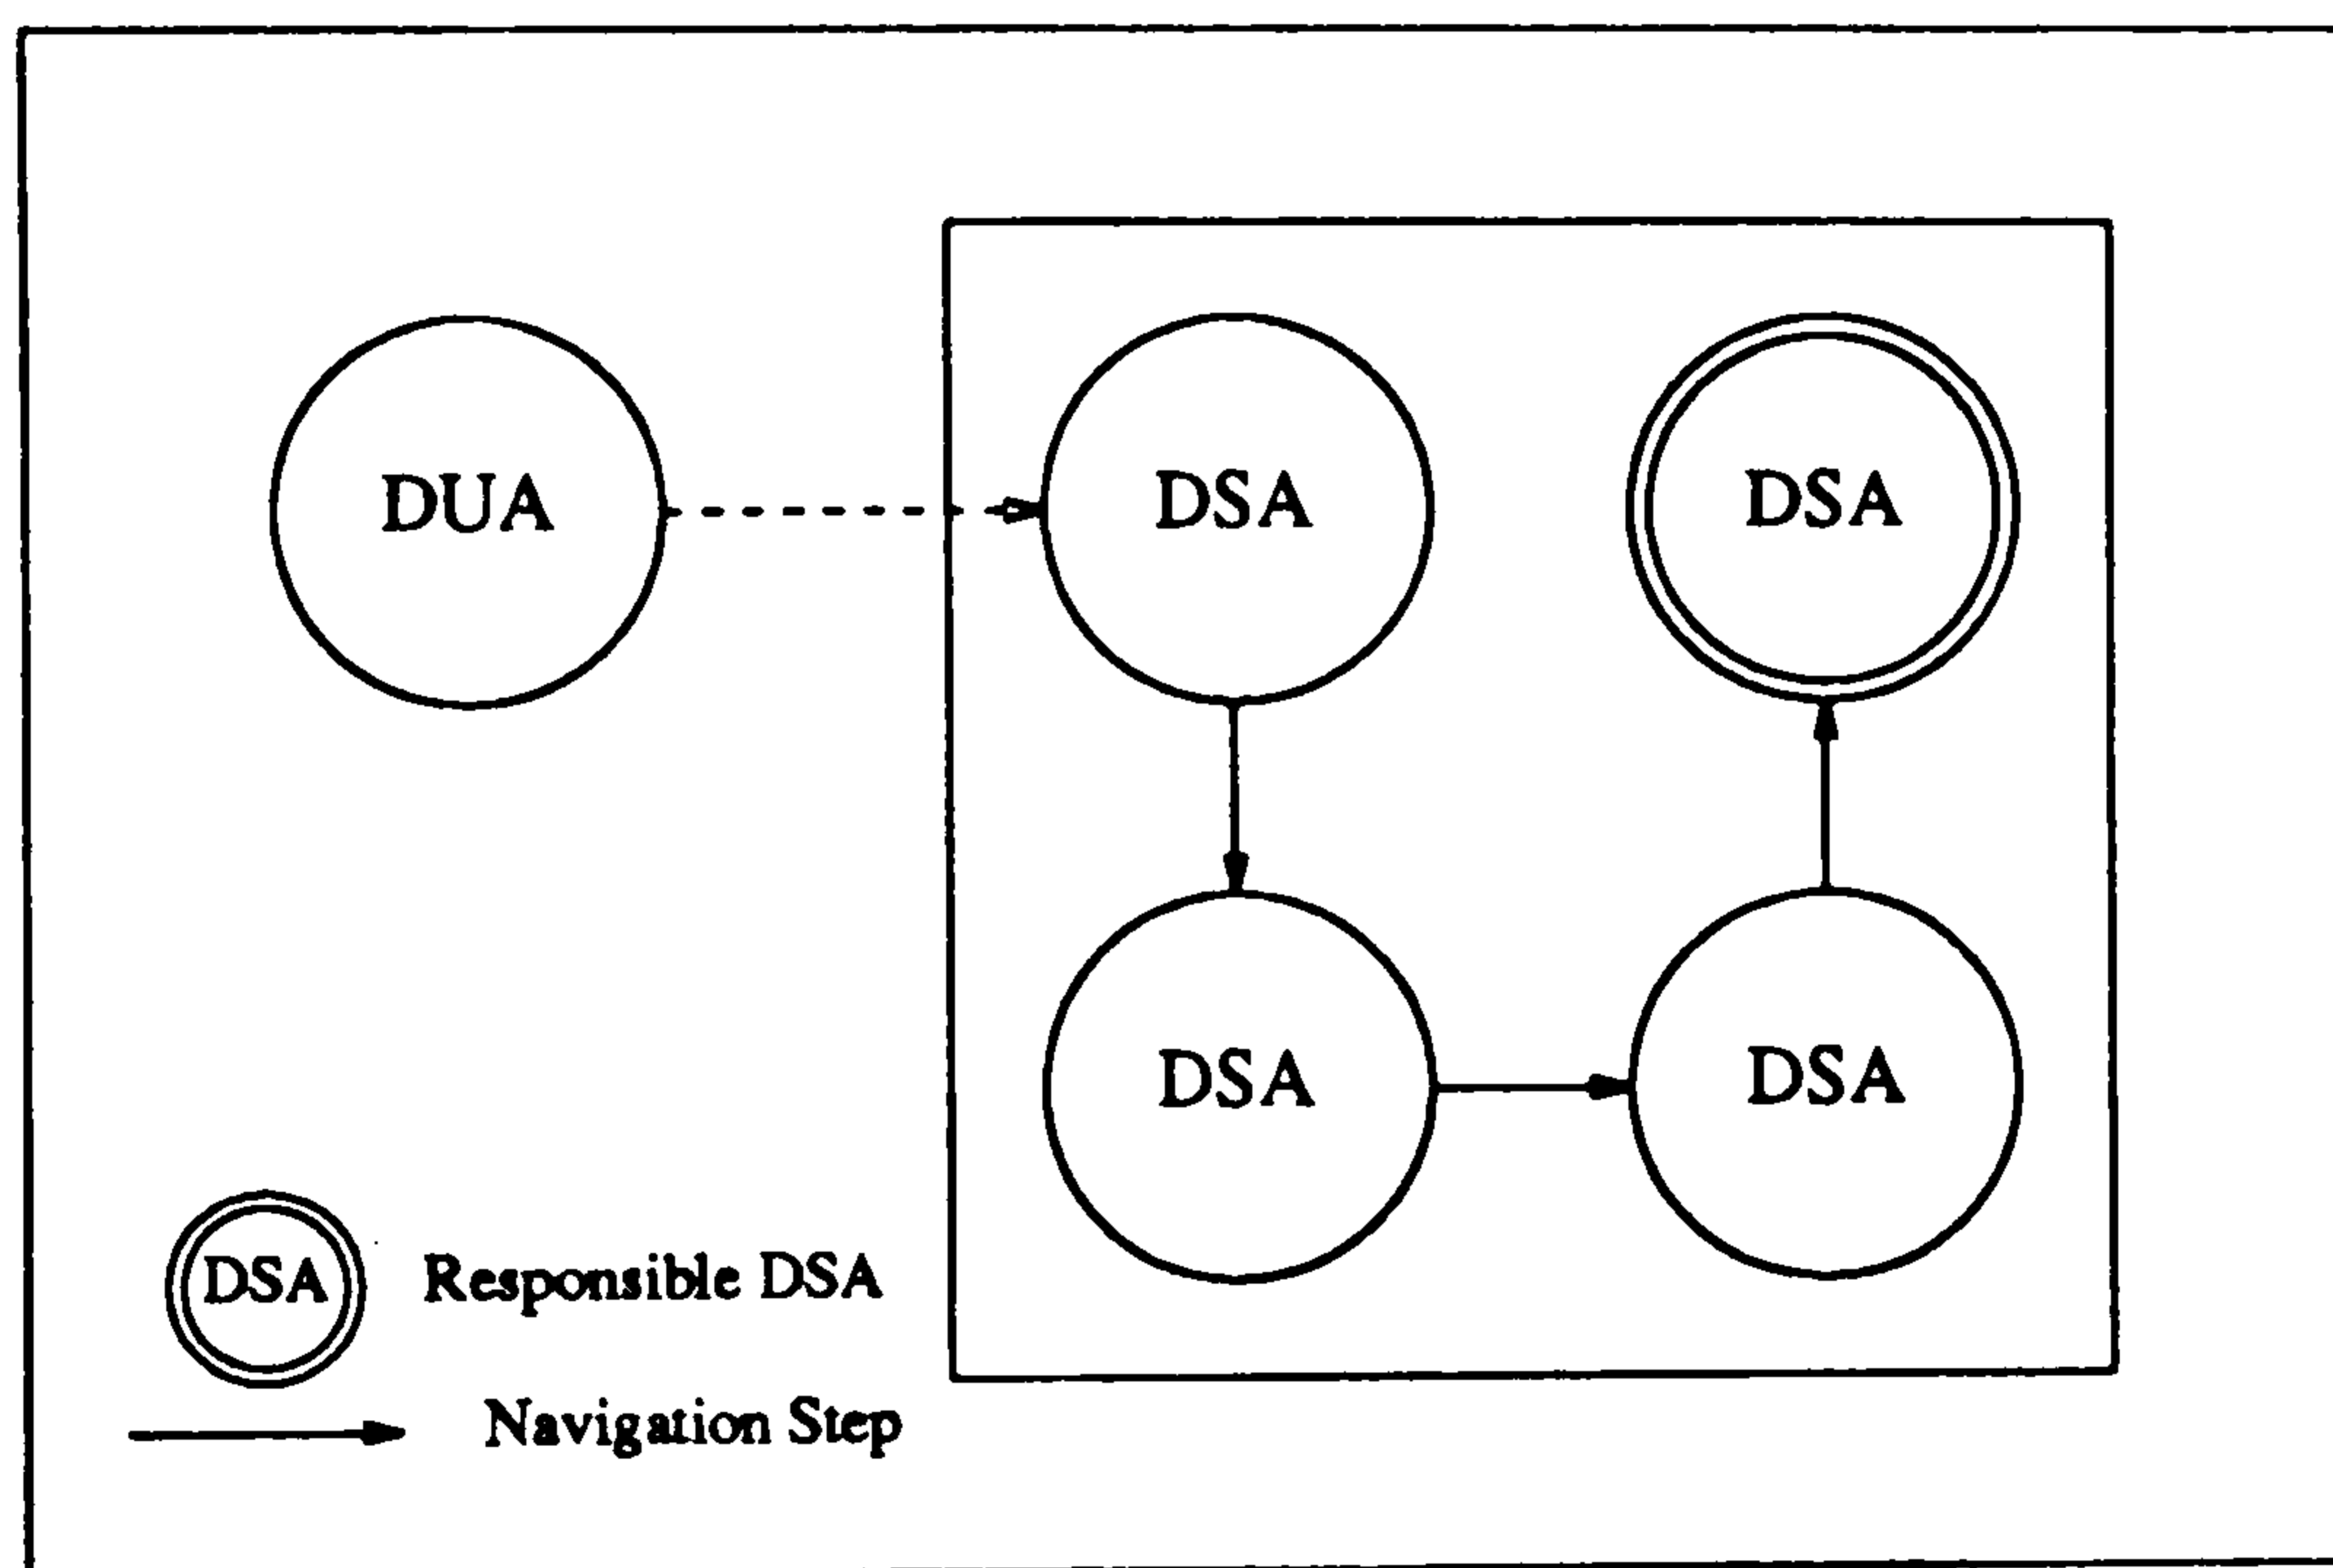 DUA
DSA
DSA
DSA
DSA
DSA
Responsible DSA
Navigation Step